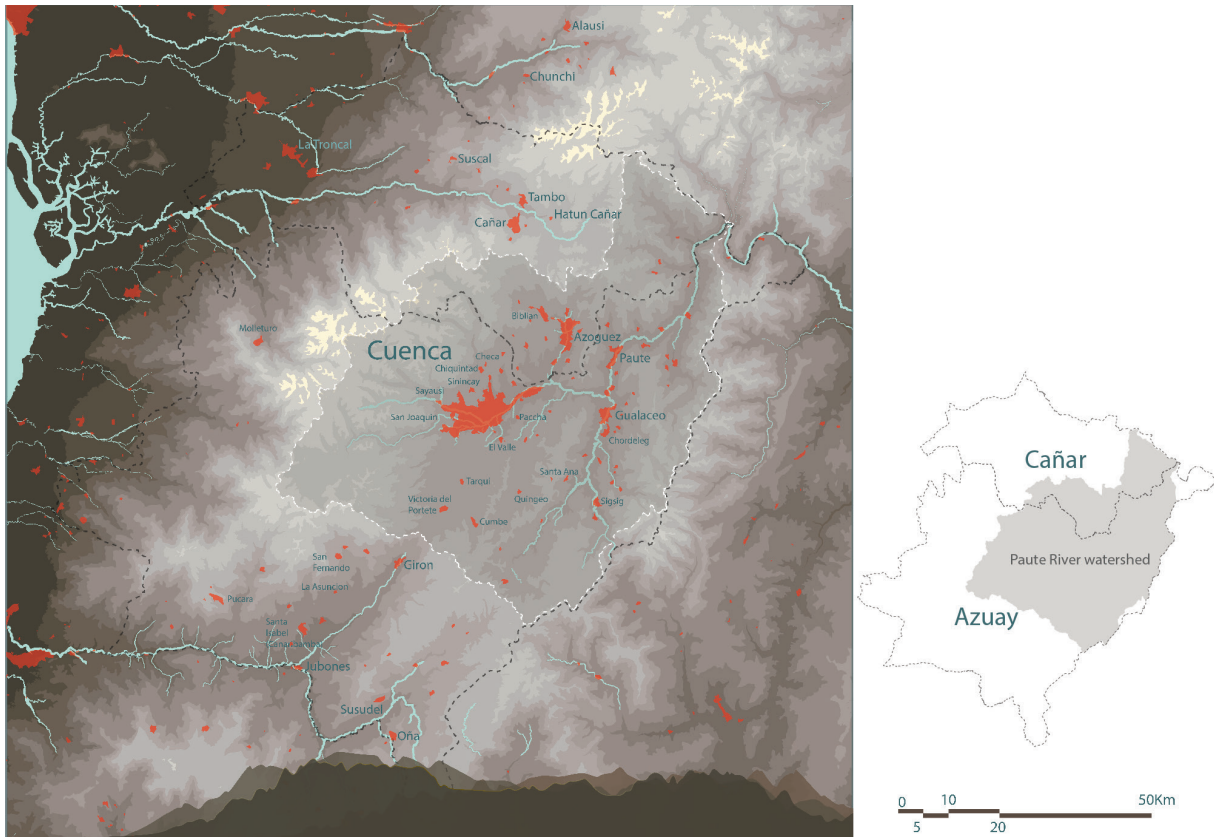 Alausi
Chunchi
La Troncal
Suscal
Tambo
Hatun Cañar
Cañar
Molleturo
Biblian
Azoguez
Cuenca
Checa
Paute
Chiquintad
Sinincay
Sayausi
San Joaquin
Paccha
Gualaceo
Chordeleg
El Valle
Santa Ana
Tarqui
Victoria del
Portete
Quingeo
Sigsig
Cumbe
San
Fernando
Giron
La Asuncion
Pucara
Santa
Isabel
Jubones
Susudel
Oña
Cañar
Paute River watershed
Azuay
0 10 50Km
5 20